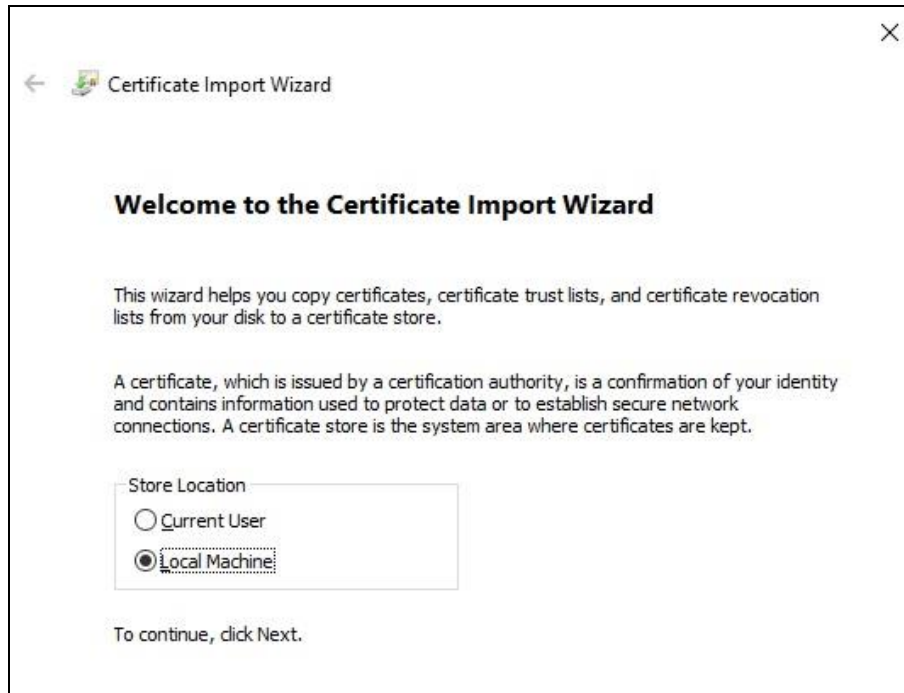 Certificate Import Wizard
Welcome to the Certificate Import Wizard
This wizard helps you copy certificates, certificate trust lists, and certificate revocation
lists from your disk to a certificate store.
A certificate, which is issued by a certification authority, is a confirmation of your identity
and contains information used to protect data or to establish secure network
connections. A certificate store is the system area where certificates are kept.
Store Location
Current User
Local Machine
To continue, click Next.